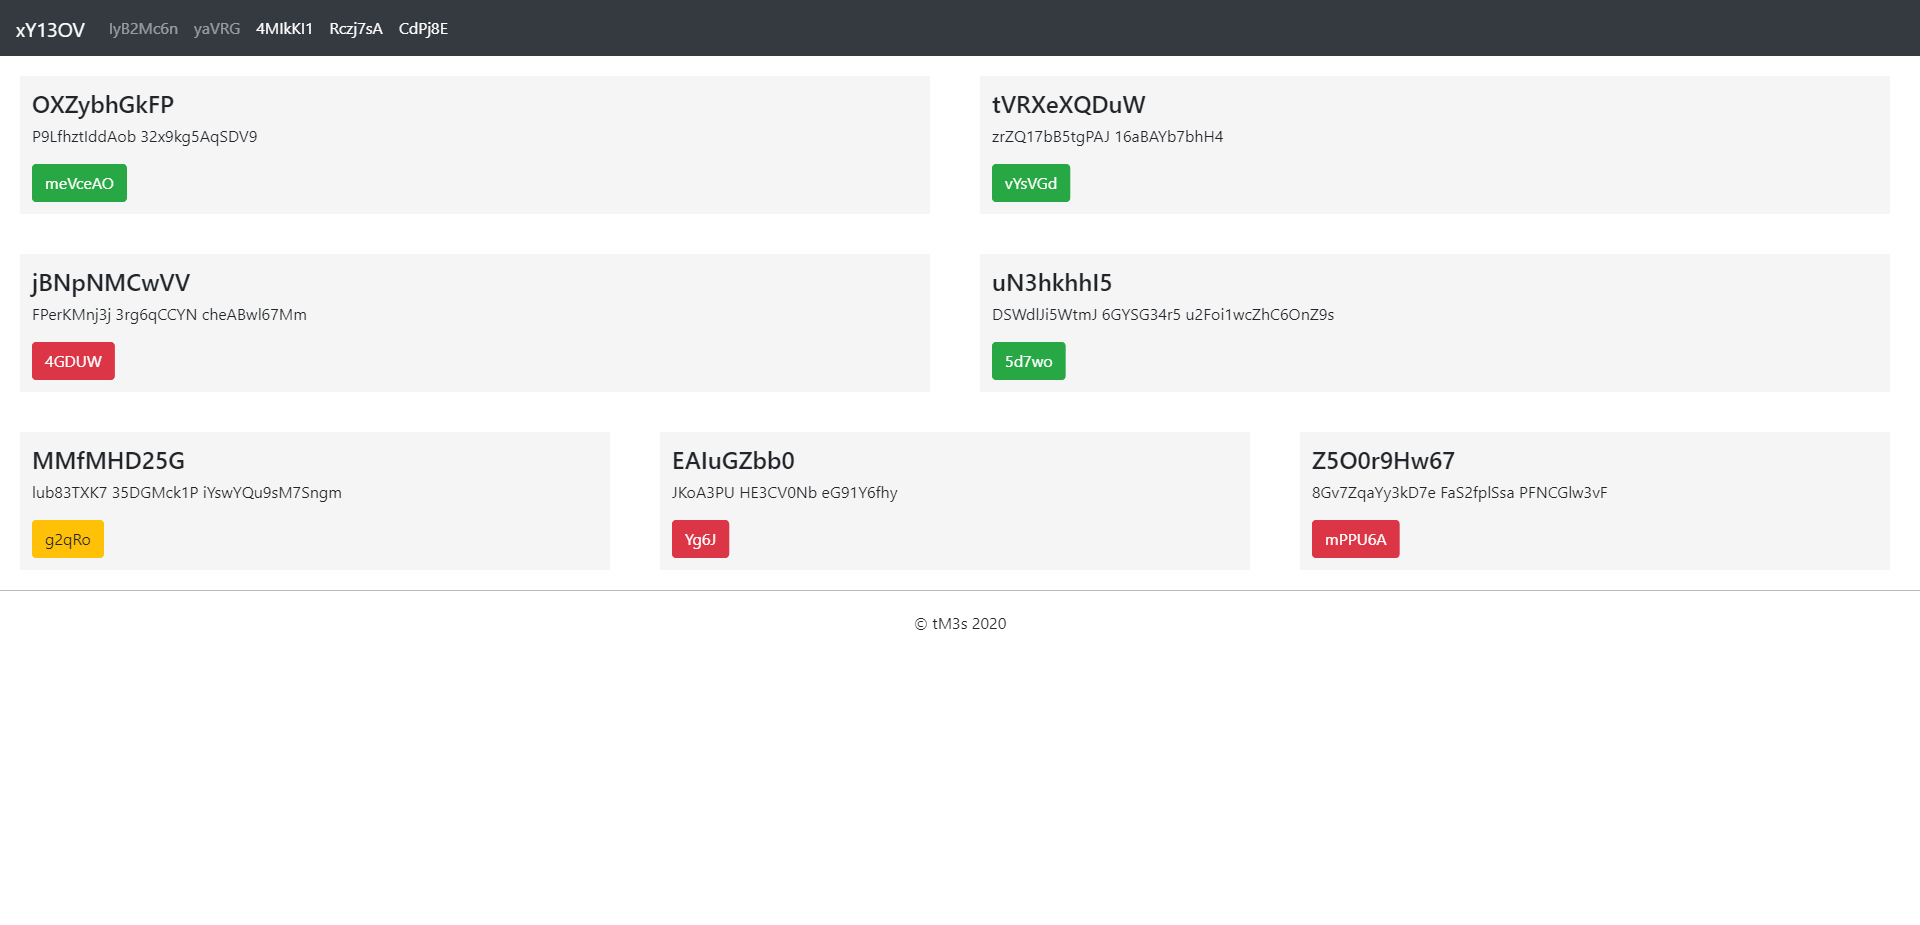 xY13OV lyB2Mc6n yaVRG 4MIkKI1 Rczj7sA CdPj8E
OXZybhGkFP
P9LfhztIddAob 32x9kg5AqSDV9
meVceAO
tVRXeXQDuW
zrZQ17bB5tgPAJ 16aBAYb7bhH4
vYsVGd
jBNpNMCwVV
FPerKMnj3j 3rg6qCCYN cheABwl67Mm
4GDUW
uN3hkhhI5
DSWdlJi5WtmJ 6GYSG34r5 u2Foi1wcZhC6OnZ9s
5d7wo
MMfMHD25G
lub83TXK7 35DGMck1P iYswYQu9sM7Sngm
g2qRo
EAIuGZbb0
JKoA3PU HE3CV0Nb eG91Y6fhy
Yg6J
Z5O0r9Hw67
8Gv7ZqaYy3kD7e FaS2fplSsa PFNCGlw3vF
mPPU6A
© tM3s 2020